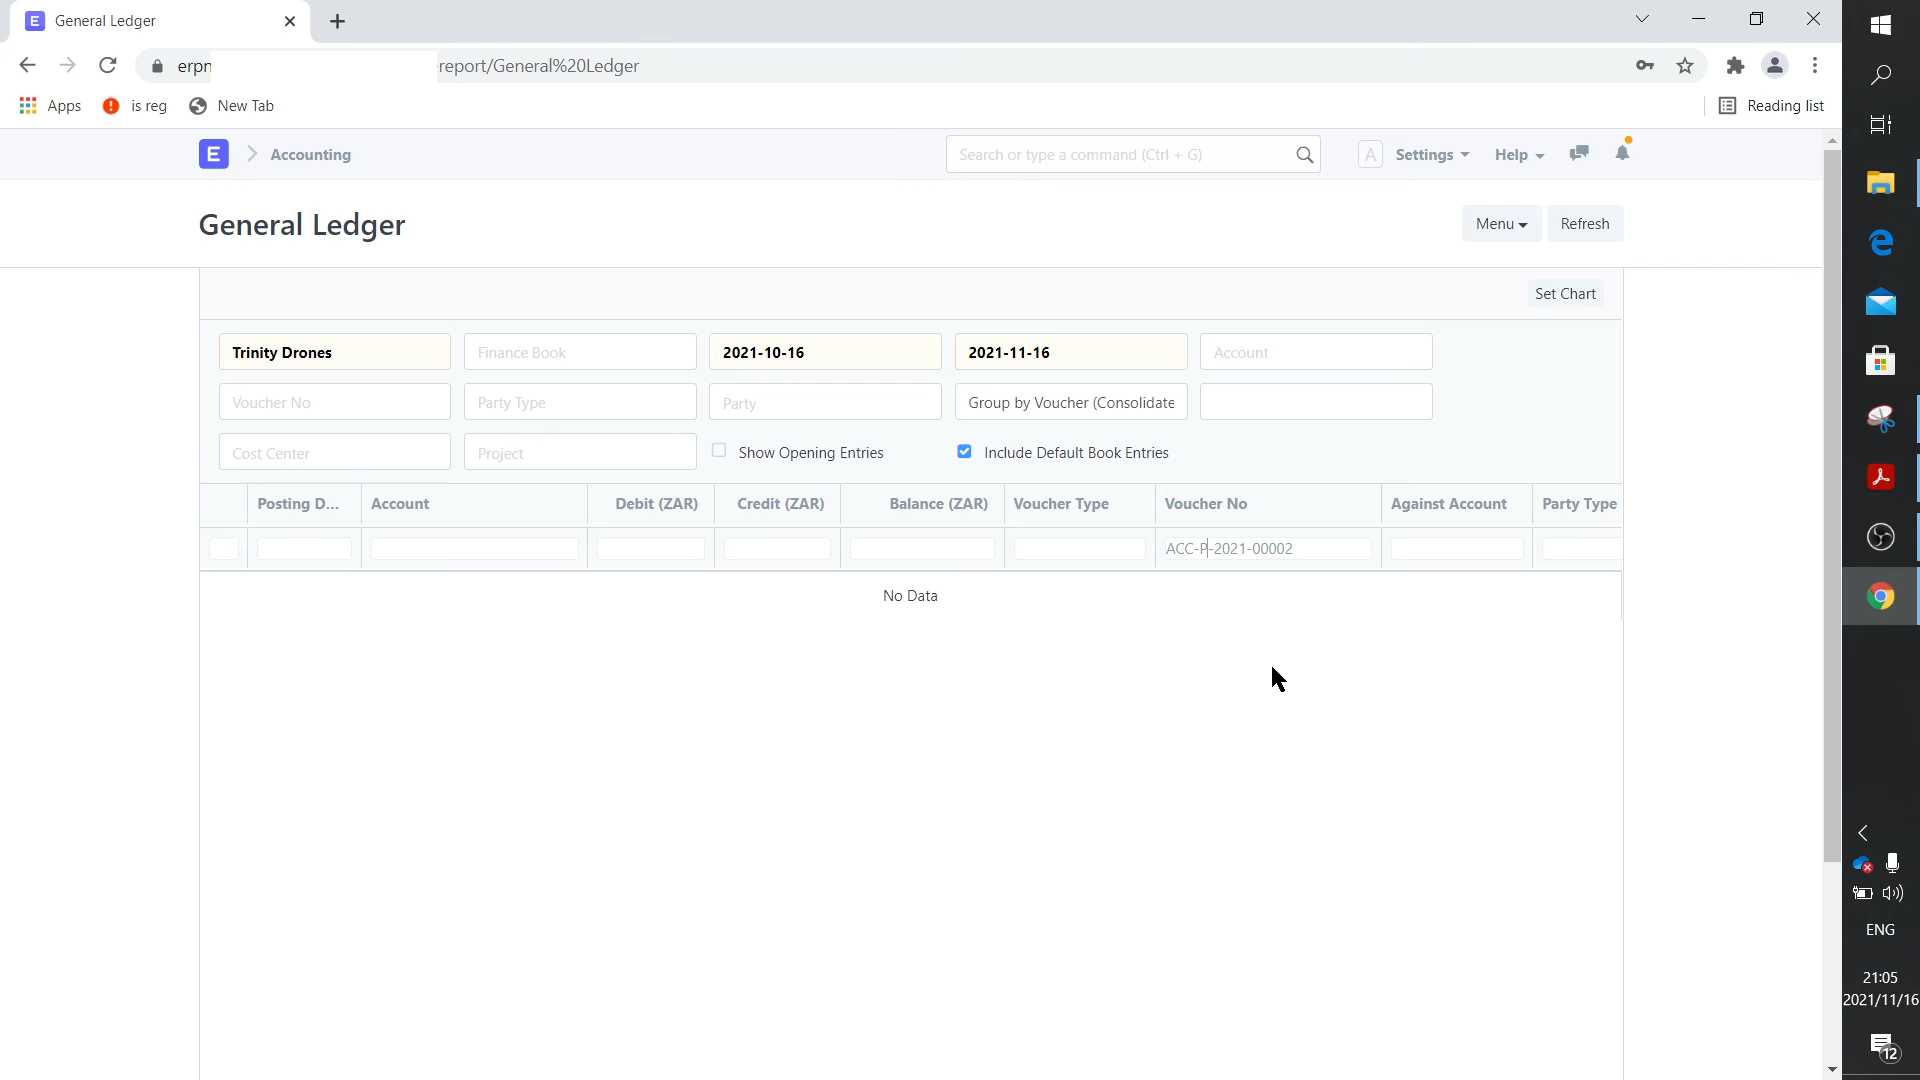 E General Ledger
erpn report/General%20Ledger
Apps is reg New Tab Reading list
E Accounting Search or type a command (Ctrl + G) A Settings Help
General Ledger Menu Refresh
Set Chart
Trinity Drones Finance Book 2021-10-16 2021-11-16 Account
Voucher No Party Type Party Group by Voucher (Consolidate
Cost Center Project Show Opening Entries Include Default Book Entries
Posting D... Account Debit (ZAR) Credit (ZAR) Balance (ZAR) Voucher Type Voucher No Against Account Party Type
ACC-P-2021-00002
No Data
ENG
21:05
2021/11/16
12